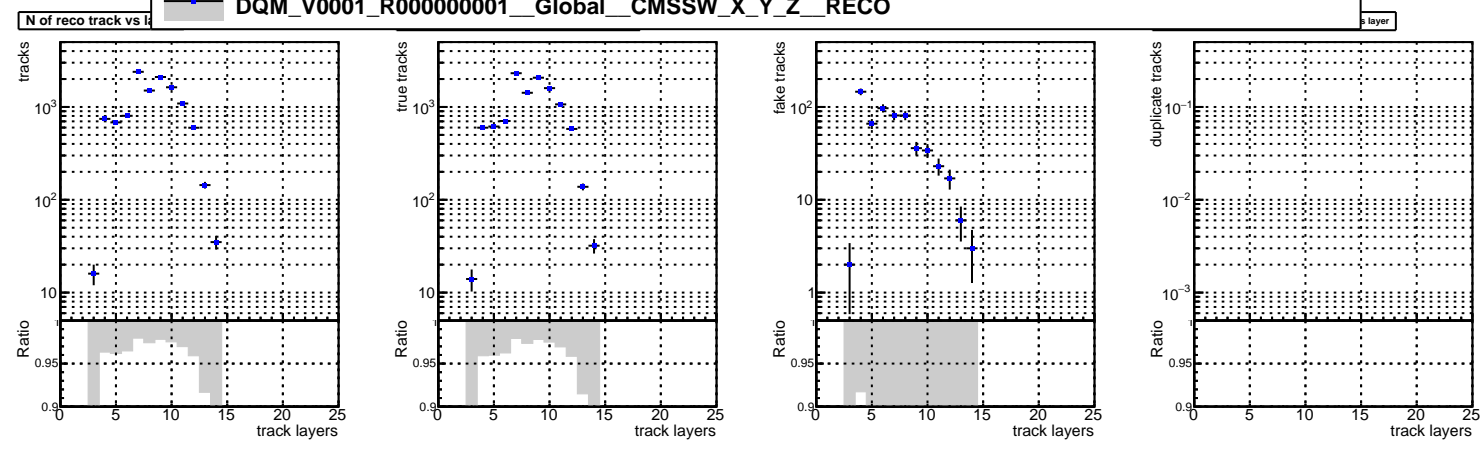 DQM_V0001_R000000001__Global__CMSSW_X_Y_Z__RECO
N of reco track vs la
s layer
tracks
10³
10²
10
Ratio
1
0.95
0.9
0 5 10 15 20 25
track layers
true tracks
10³
10²
10
Ratio
1
0.95
0.9
0 5 10 15 20 25
track layers
fake tracks
10²
10
1
Ratio
0.95
0.9
0 5 10 15 20 25
track layers
duplicate tracks
10⁻¹
10⁻²
10⁻³
Ratio
1
0.95
0.9
0 5 10 15 20 25
track layers